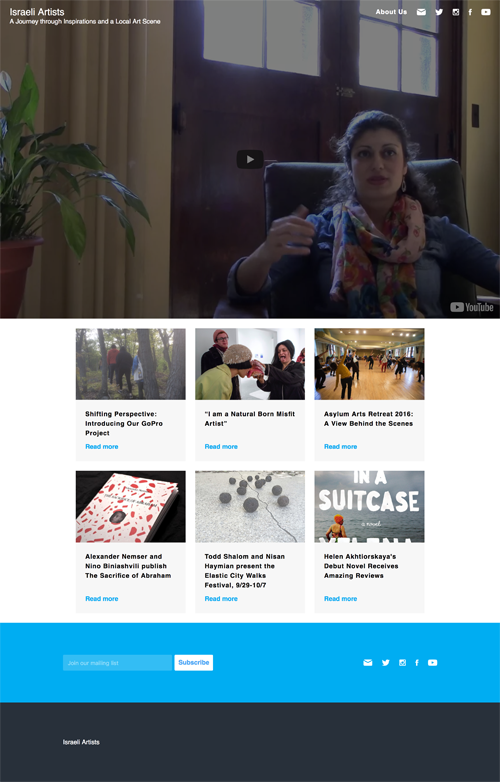 Israeli Artists
A Journey through Inspirations and a Local Art Scene
About Us
YouTube
Shifting Perspective:
Introducing Our GoPro
Project
Read more
“I am a Natural Born Misfit
Artist”
Read more
Asylum Arts Retreat 2016:
A View Behind the Scenes
Read more
IN A
SUITCASE
a novel
Alexander Nemser and
Nino Biniashvili publish
The Sacrifice of Abraham
Read more
Todd Shalom and Nisan
Haymian present the
Elastic City Walks
Festival, 9/29-10/7
Read more
Helen Akhtiorskaya's
Debut Novel Receives
Amazing Reviews
Read more
Join our mailing list
Subscribe
Israeli Artists